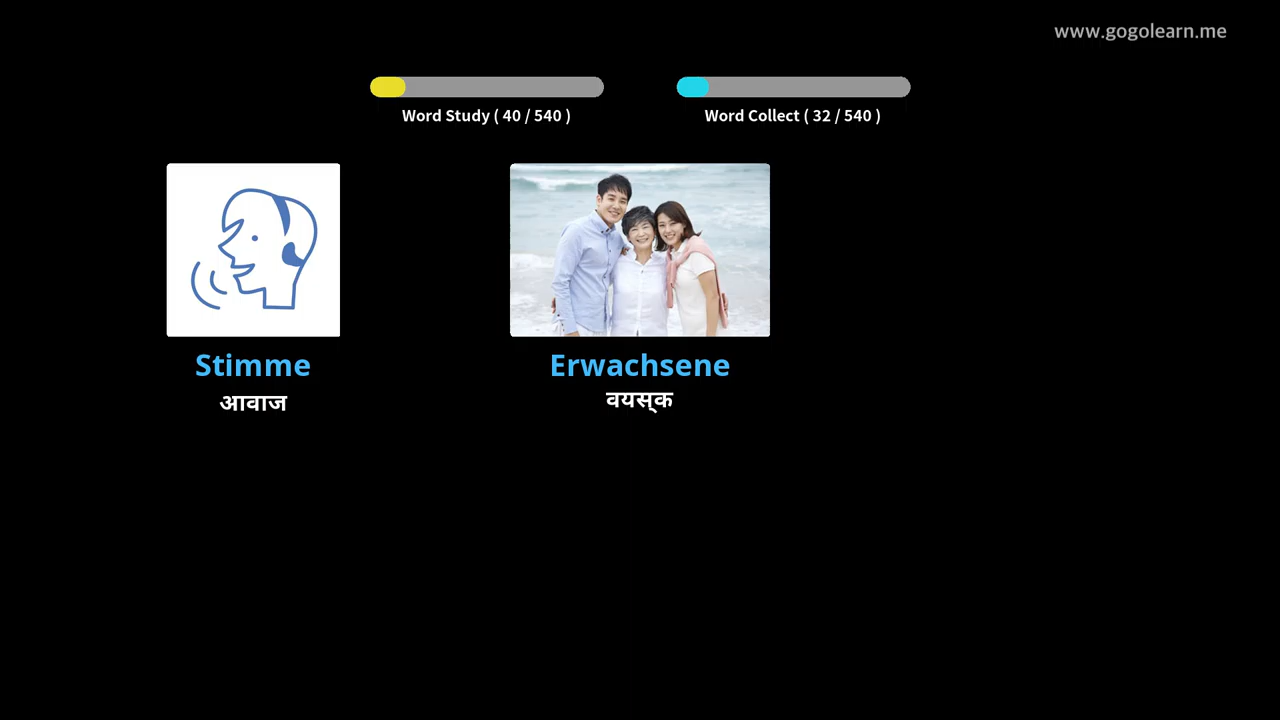 www.gogolearn.me
Word Study ( 40 / 540 )
Word Collect ( 32 / 540 )
Stimme
आवाज
Erwachsene
वयस्‌क